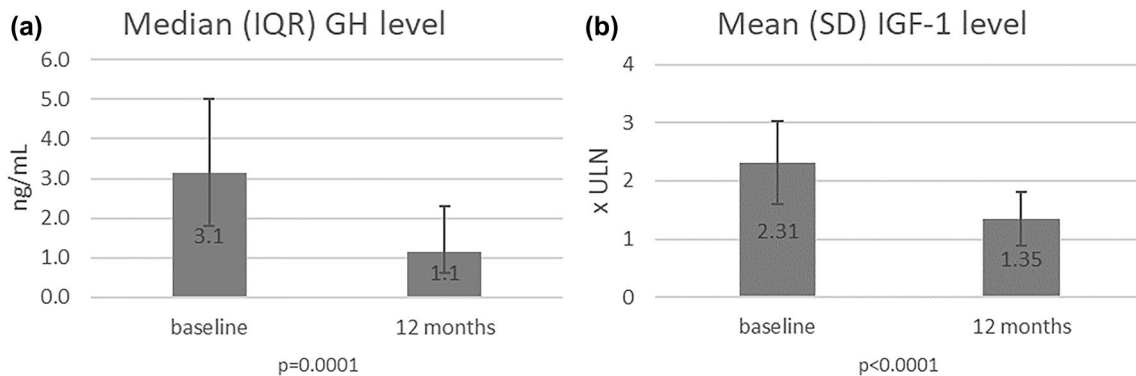 (a) Median (IQR) GH level
6.0
5.0
4.0
3.0
2.0
1.0
0.0
ng/mL
3.1
1.1
baseline 12 months
p=0.0001
(b) Mean (SD) IGF-1 level
4
3
2
1
0
x ULN
2.31
1.35
baseline 12 months
p<0.0001